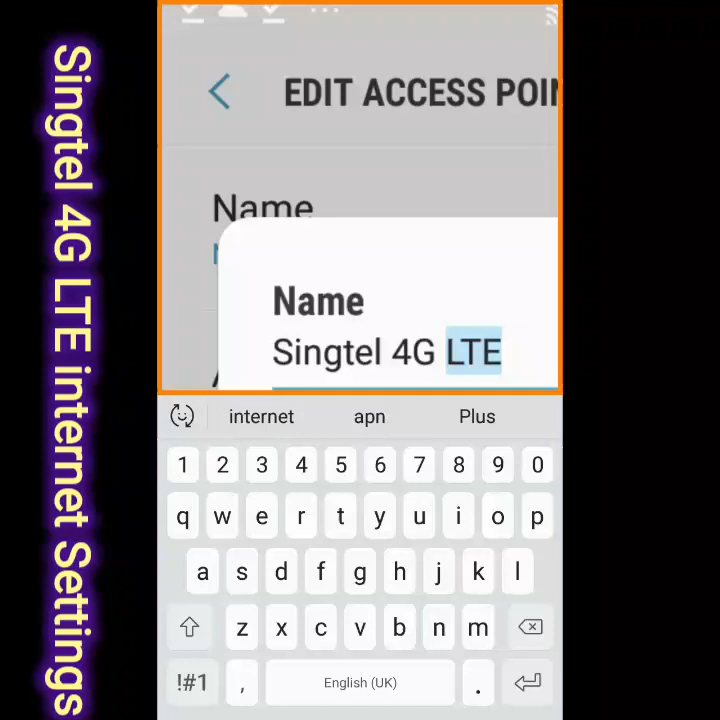 Singtel 4G LTE internet Settings
EDIT ACCESS
Name
Name
Singtel 4G LTE
internet apn Plus
1 2 3 4 5 6 7 8 9 0
q w e r t y u i o p
a s d f g h j k l
z x c v b n m
!#1 , English (UK) .